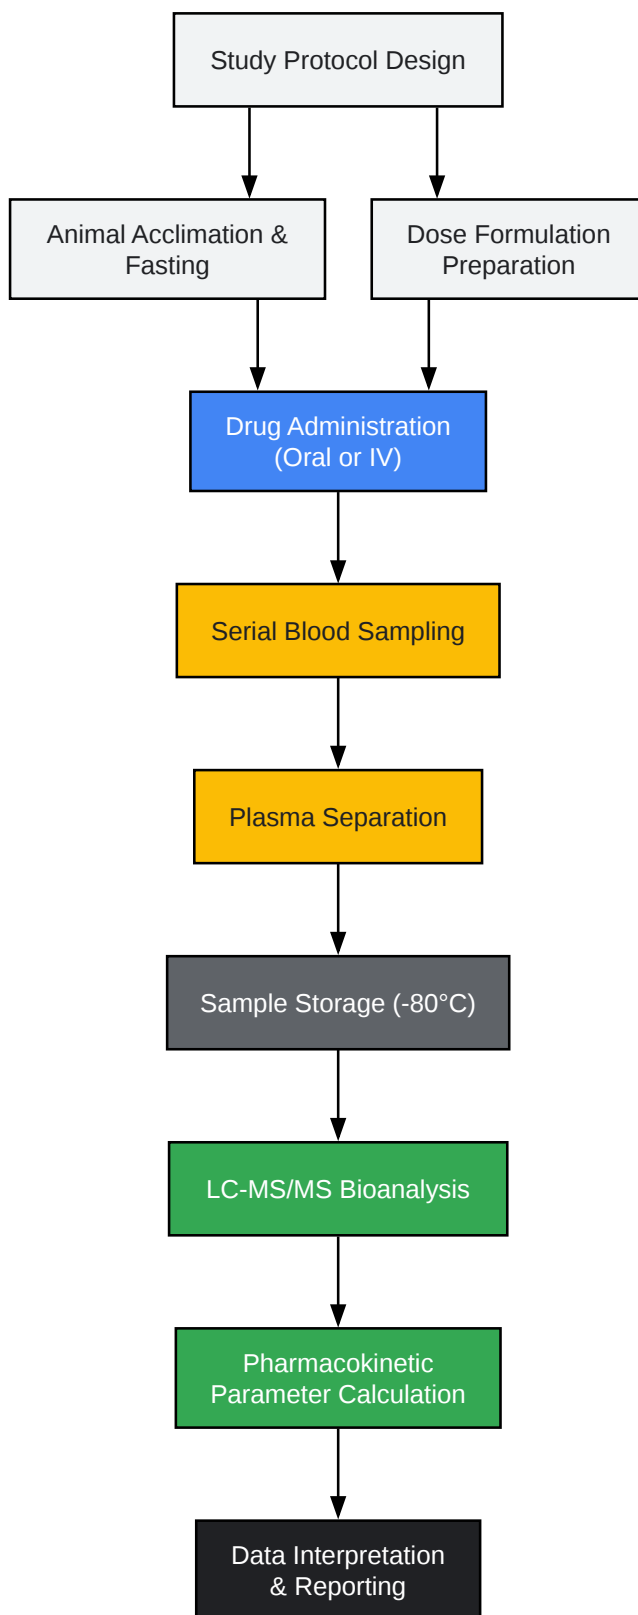 Study Protocol Design
Animal Acclimation &
Fasting
Dose Formulation
Preparation
Drug Administration
(Oral or IV)
Serial Blood Sampling
Plasma Separation
Sample Storage (-80°C)
LC-MS/MS Bioanalysis
Pharmacokinetic
Parameter Calculation
Data Interpretation
& Reporting